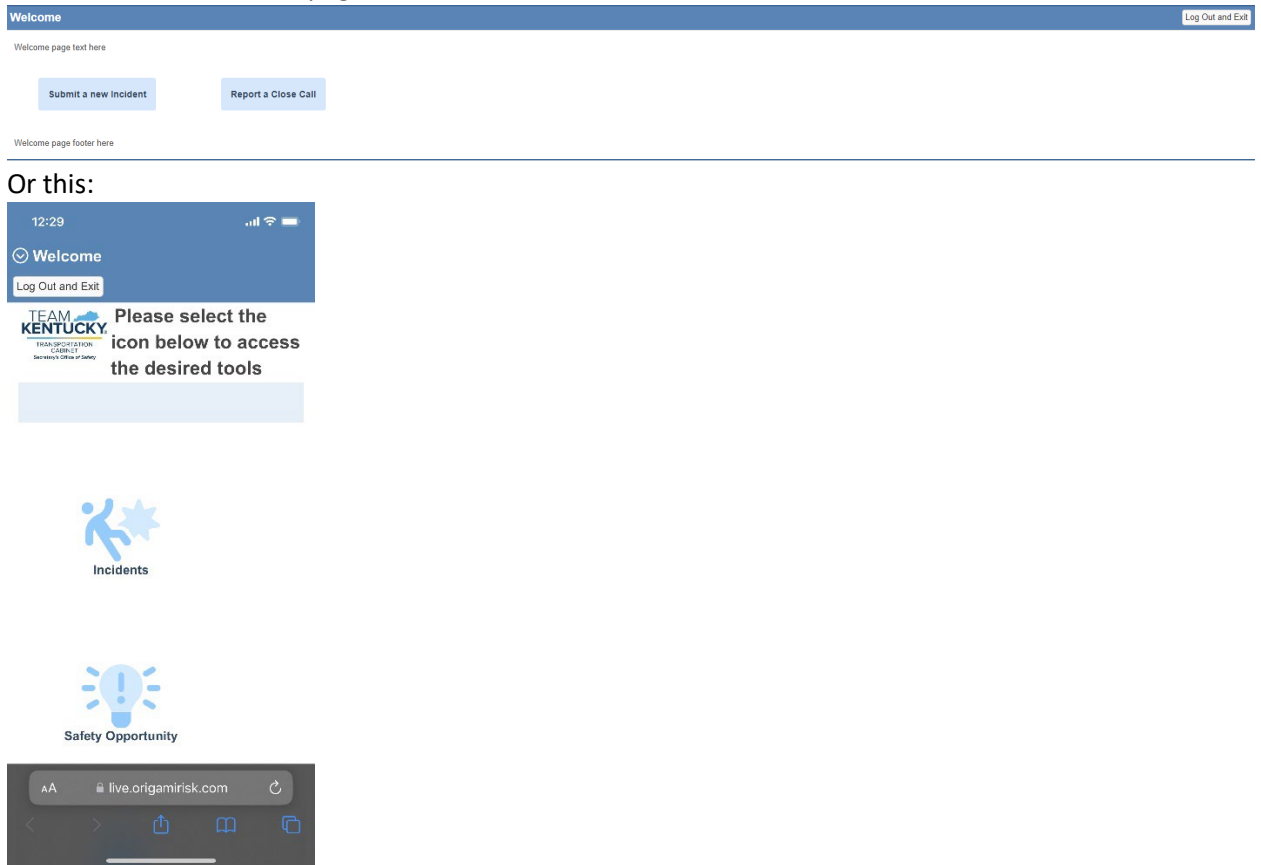 Welcome
Log Out and Exit
Welcome page text here
Submit a new Incident
Report a Close Call
Welcome page footer here
Or this:
12:29
Welcome
Log Out and Exit
TEAM
KENTUCKY
TRANSPORTATION
CABINET
Secretary's Office of Safety
Please select the
icon below to access
the desired tools
Incidents
Safety Opportunity
AA live.origamirisk.com